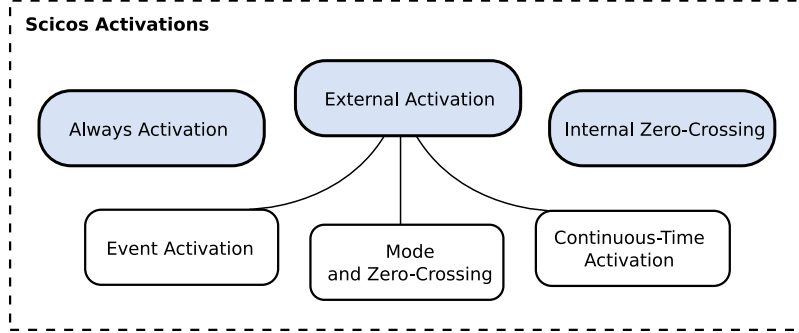 Scicos Activations
External Activation
Always Activation
Internal Zero-Crossing
Event Activation
Mode
and Zero-Crossing
Continuous-Time
Activation